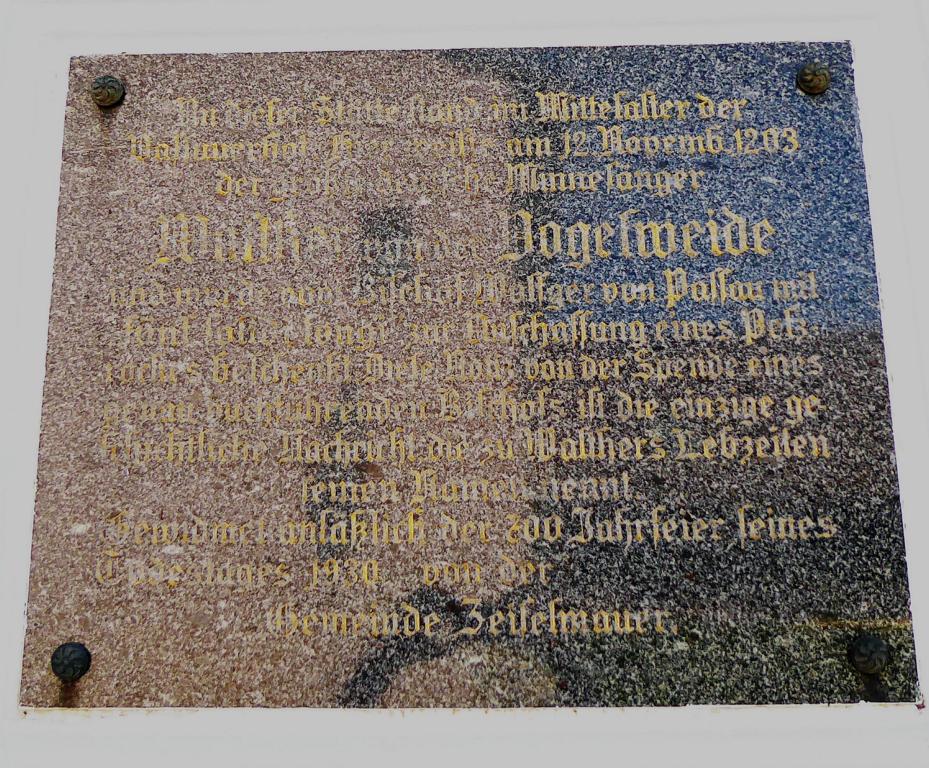 An dieser Stätte stand im Mittelalter der
Passauerhof. Hier weilte am 12.Novemb.1203
der große deutsche Minnesänger
Walther von der Vogelweide
und wurde von Bischof Wolfger von Passau mit
fünf solidi longi zur Anschaffung eines Pelz-
rockes beschenkt. Diese Notiz von der Spende eines
genau buchführenden Bischofs ist die einzige ge-
schichtliche Nachricht, die zu Walthers Lebzeiten
seinen Namen nennt.
Gewidmet anläßlich der 700 Jahrfeier seines
Todestages 1930 von der
Gemeinde Zeiselmauer.